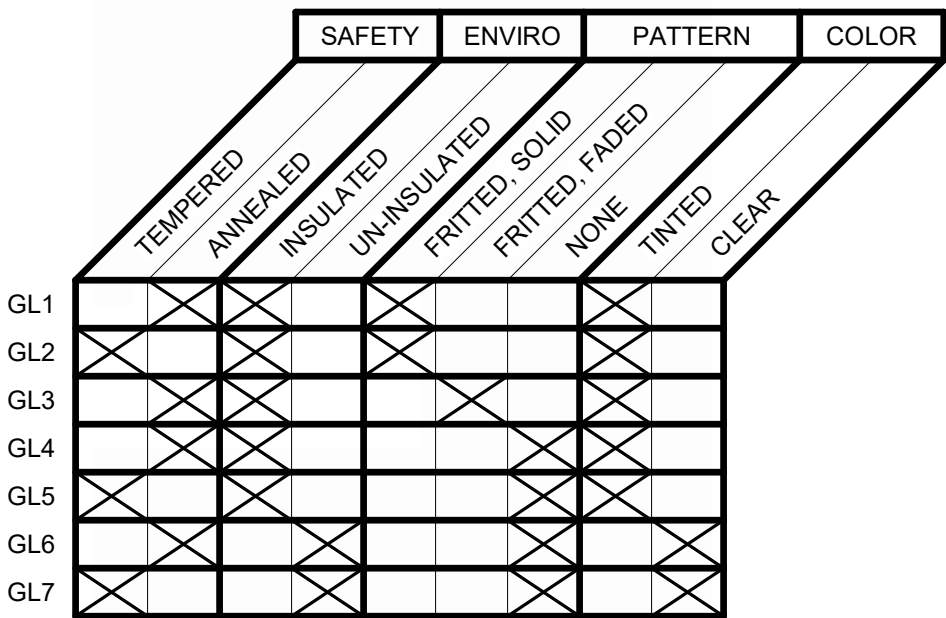 SAFETY ENVIRO PATTERN COLOR
TEMPERED
ANNEALED
INSULATED
UN-INSULATED
FRITTED, SOLID
FRITTED, FADED
NONE
TINTED
CLEAR
GL1
GL2
GL3
GL4
GL5
GL6
GL7